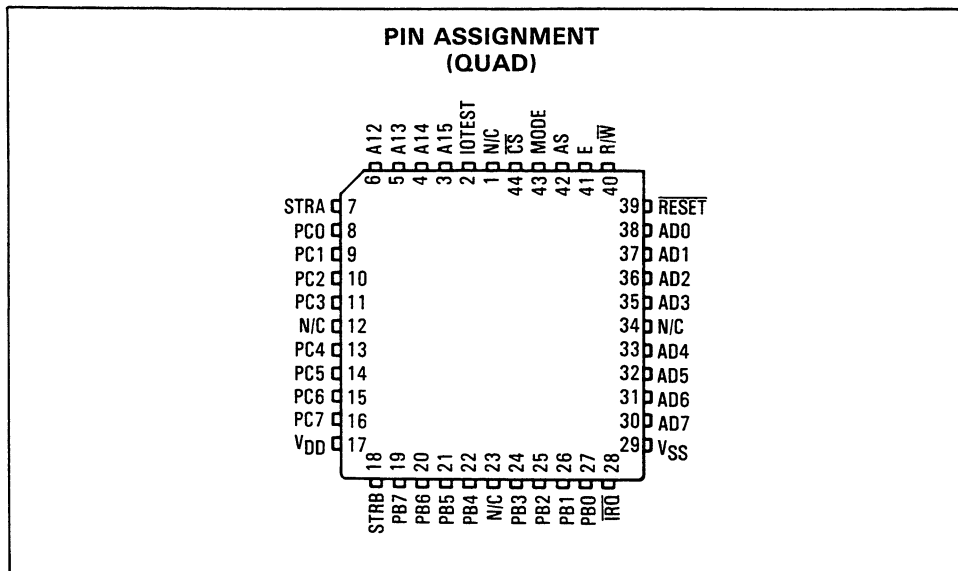 PIN ASSIGNMENT
(QUAD)
A12 A13 A14 A15 IOTEST N/C C̅S̅ MODE AS E R/W̅
6 5 4 3 2 1 44 43 42 41 40
STRA 7
PC0 8
PC1 9
PC2 10
PC3 11
N/C 12
PC4 13
PC5 14
PC6 15
PC7 16
VDD 17
39 R̅E̅S̅E̅T̅
38 AD0
37 AD1
36 AD2
35 AD3
34 N/C
33 AD4
32 AD5
31 AD6
30 AD7
29 VSS
18 19 20 21 22 23 24 25 26 27 28
STRB PB7 PB6 PB5 PB4 N/C PB3 PB2 PB1 PB0 I̅R̅Q̅